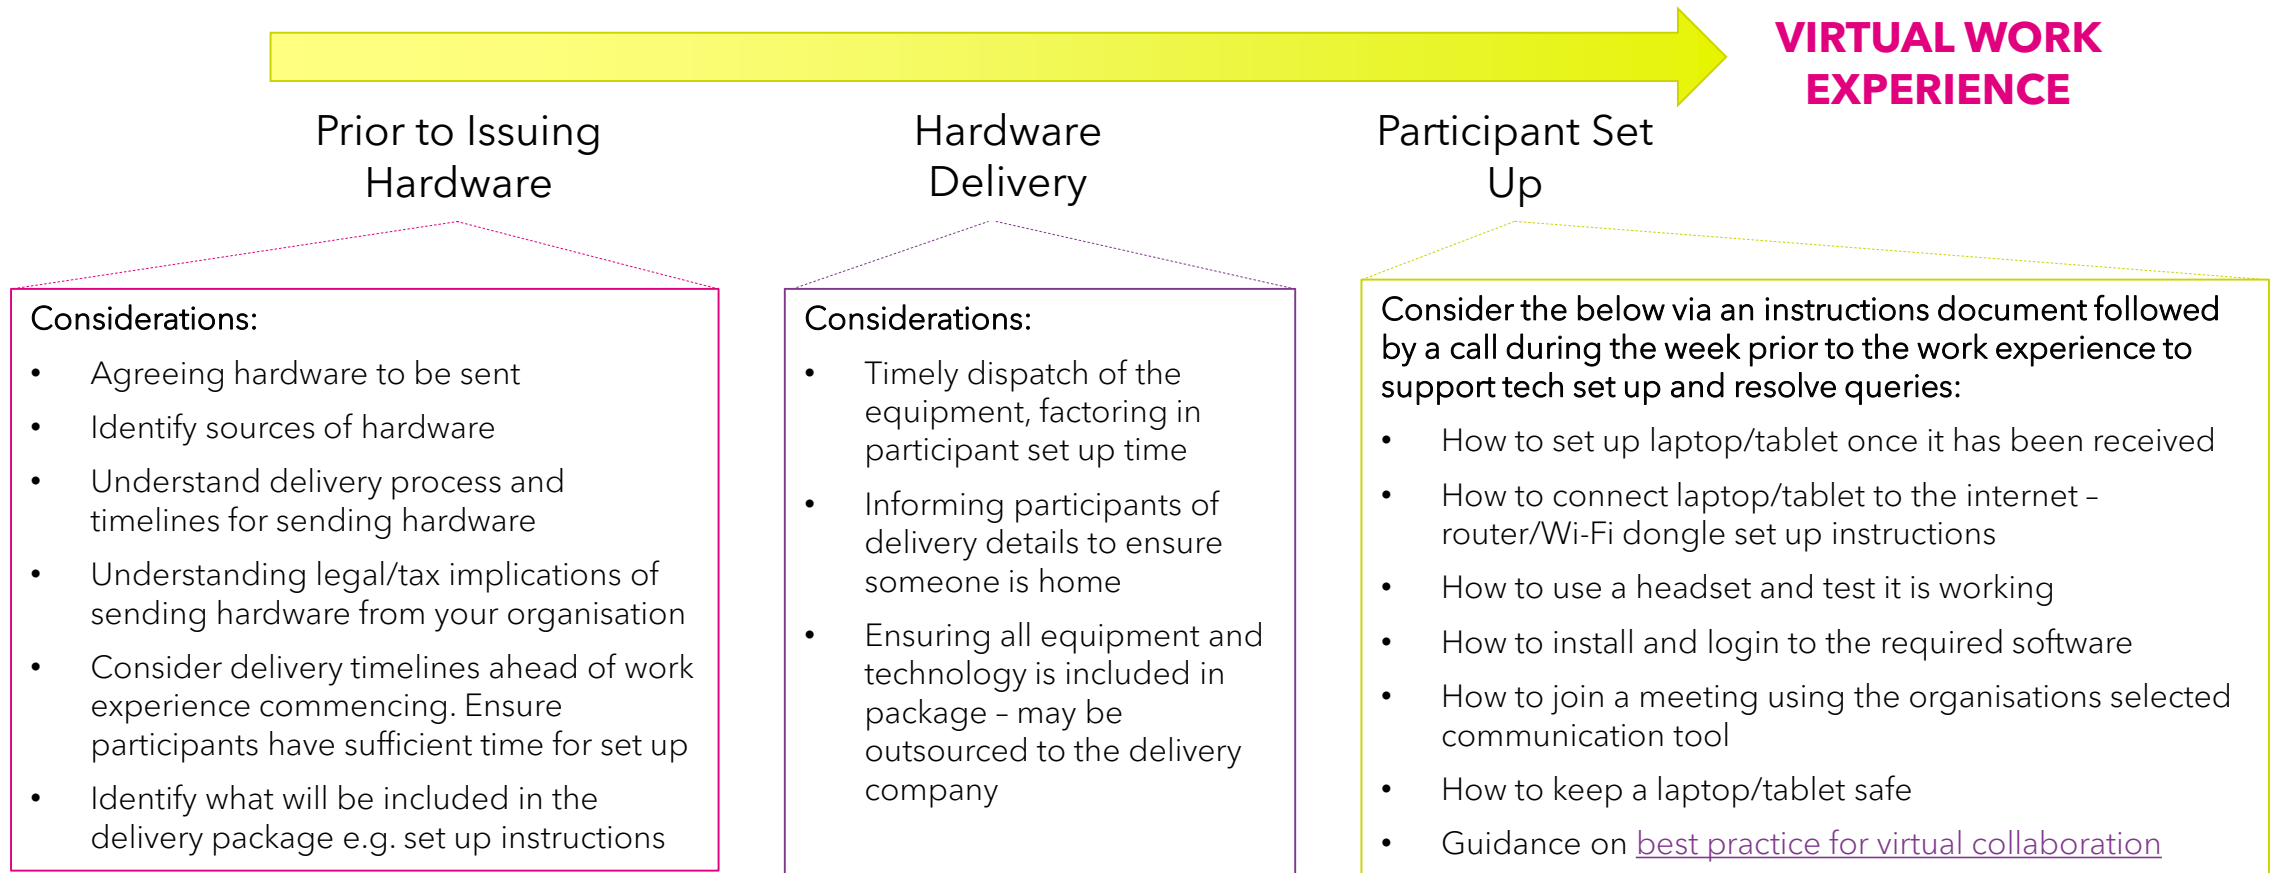 VIRTUAL WORK
EXPERIENCE
Prior to Issuing
Hardware
Hardware
Delivery
Participant Set
Up
Considerations:
• Agreeing hardware to be sent
• Identify sources of hardware
• Understand delivery process and
timelines for sending hardware
• Understanding legal/tax implications of
sending hardware from your organisation
• Consider delivery timelines ahead of work
experience commencing. Ensure
participants have sufficient time for set up
• Identify what will be included in the
delivery package e.g. set up instructions
Considerations:
• Timely dispatch of the
equipment, factoring in
participant set up time
• Informing participants of
delivery details to ensure
someone is home
• Ensuring all equipment and
technology is included in
package – may be
outsourced to the delivery
company
Consider the below via an instructions document followed
by a call during the week prior to the work experience to
support tech set up and resolve queries:
• How to set up laptop/tablet once it has been received
• How to connect laptop/tablet to the internet –
router/Wi-Fi dongle set up instructions
• How to use a headset and test it is working
• How to install and login to the required software
• How to join a meeting using the organisations selected
communication tool
• How to keep a laptop/tablet safe
• Guidance on best practice for virtual collaboration